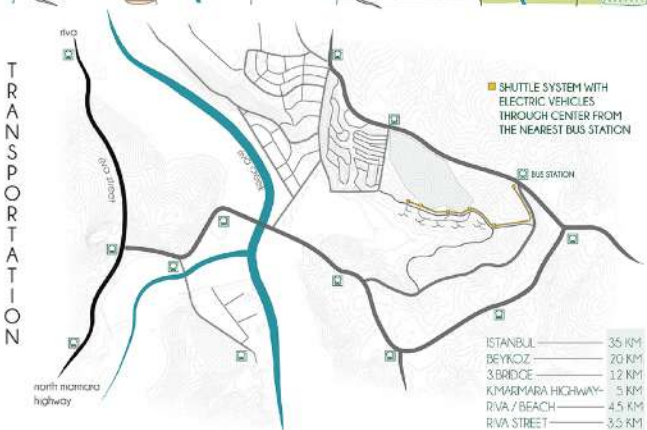 TRANSPORTATION
riva
riva street
SHUTTLE SYSTEM WITH
ELECTRIC VEHICLES
THROUGH CENTER FROM
THE NEAREST BUS STATION
BUS STATION
north marmara
highway
ISTANBUL 35 KM
BEYKOZ 20 KM
3.BRIDGE 12 KM
K.MARMARA HIGHWAY- 5 KM
RIVA / BEACH 4.5 KM
RIVA STREET 3.5 KM